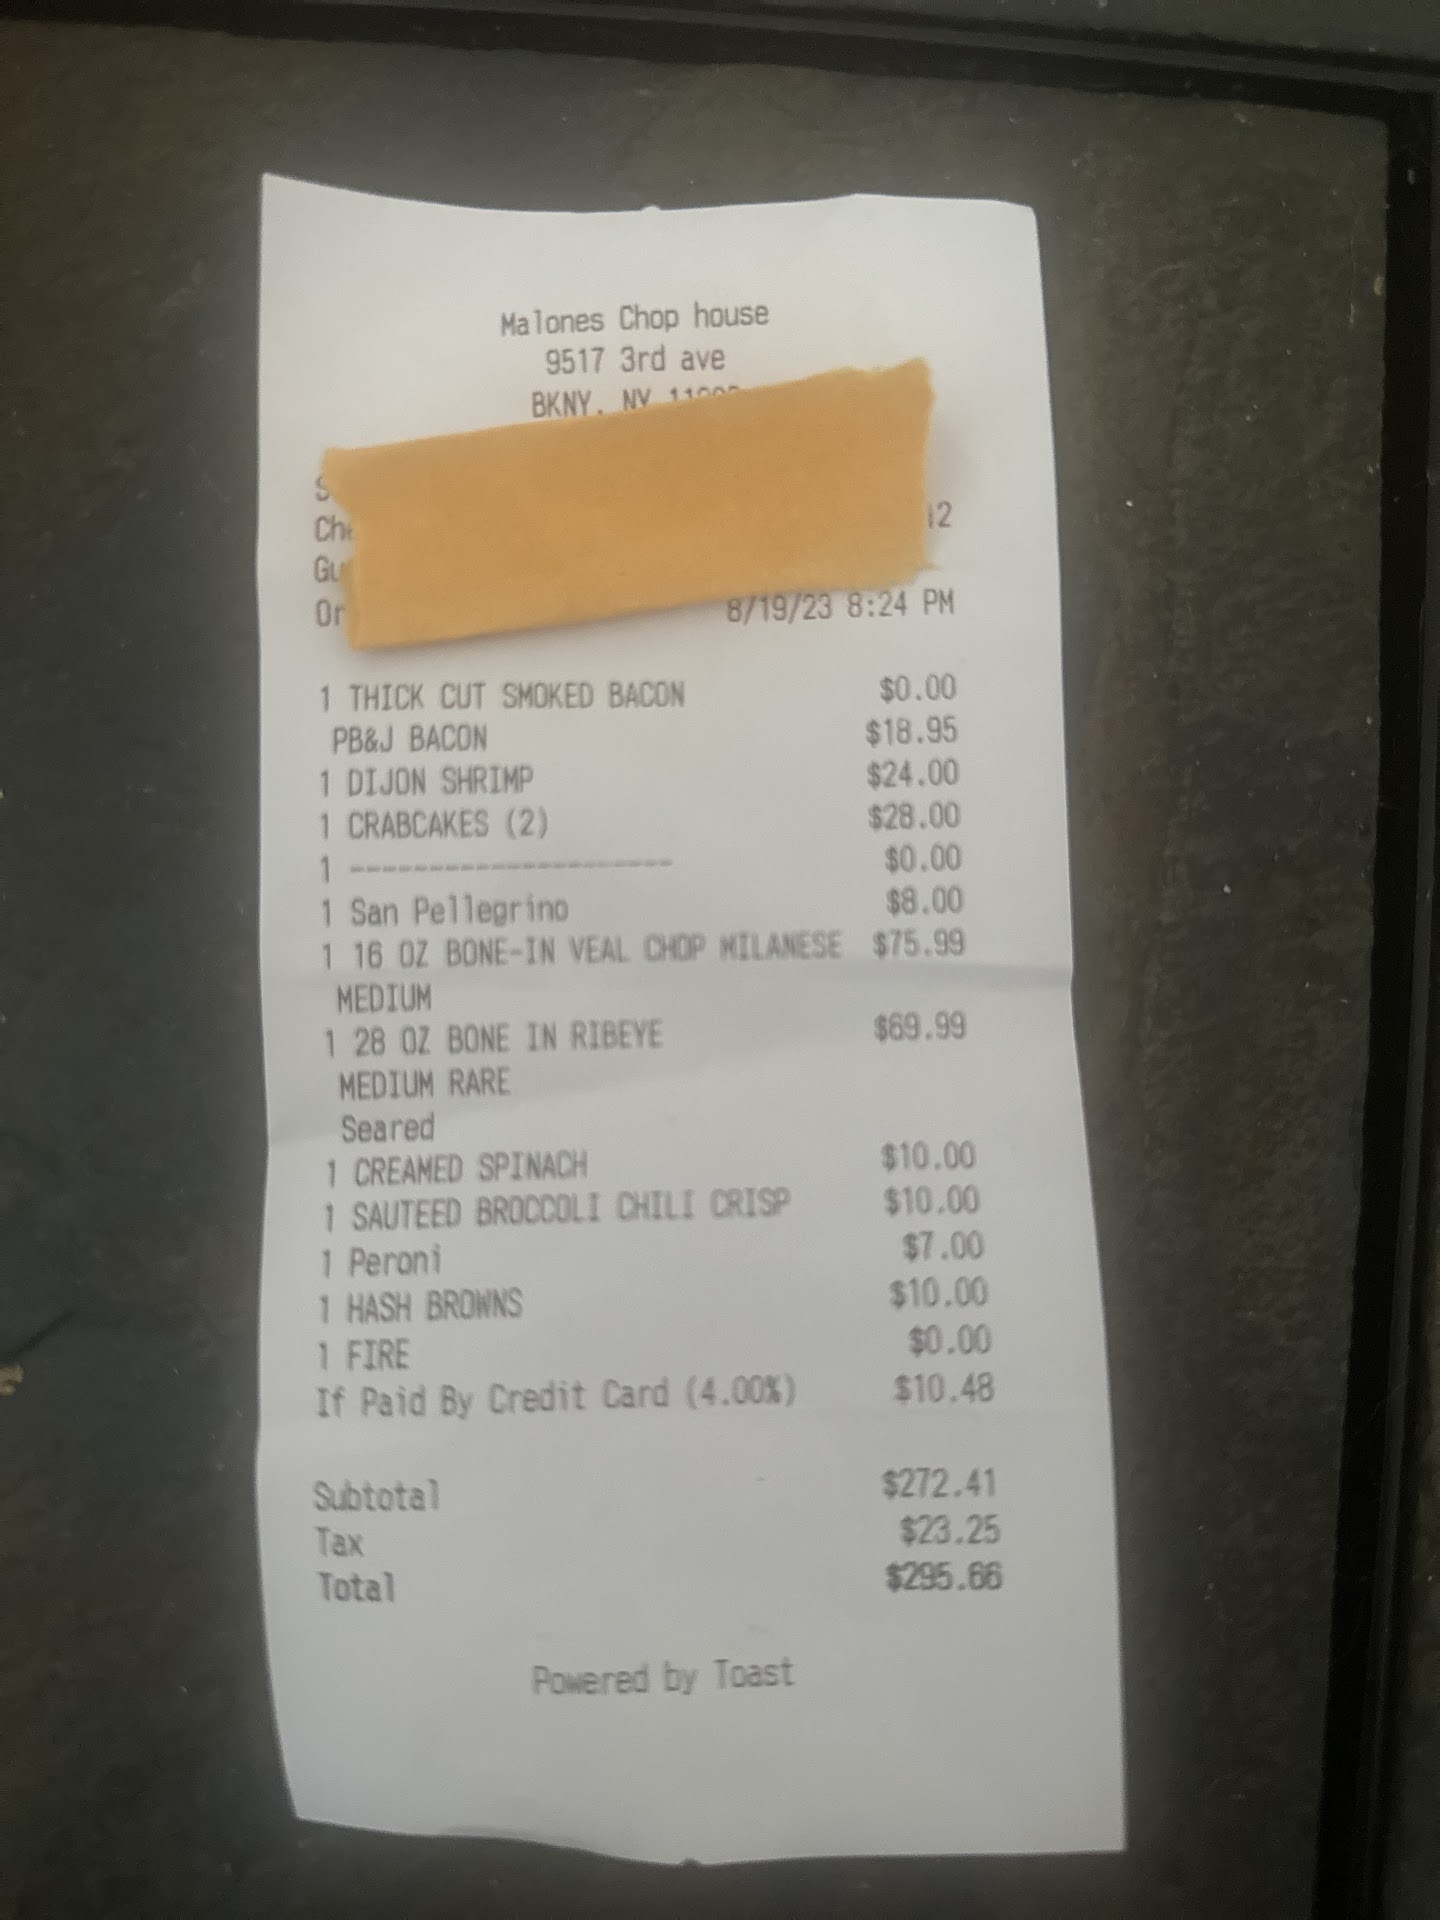 Malones Chop house
9517 3rd ave
BKNY, NY
8/19/23 8:24 PM
1 THICK CUT SMOKED BACON $0.00
PB&J BACON $18.95
1 DIJON SHRIMP $24.00
1 CRABCAKES (2) $28.00
1 --------------------- $0.00
1 San Pellegrino $8.00
1 16 OZ BONE-IN VEAL CHOP MILANESE $75.99
MEDIUM
1 28 OZ BONE IN RIBEYE $69.99
MEDIUM RARE
Seared
1 CREAMED SPINACH $10.00
1 SAUTEED BROCCOLI CHILI CRISP $10.00
1 Peroni $7.00
1 HASH BROWNS $10.00
1 FIRE $0.00
If Paid By Credit Card (4.00%) $10.48
Subtotal $272.41
Tax $23.25
Total $295.66
Powered by Toast